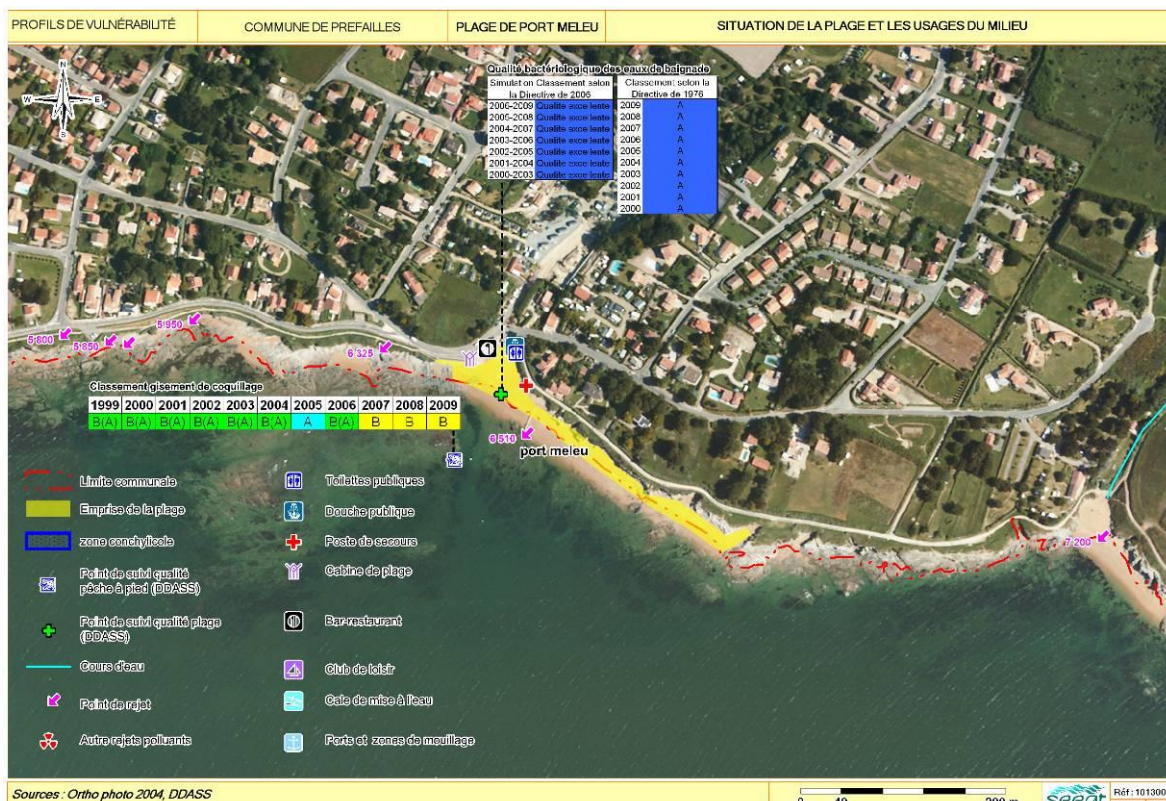 PROFILS DE VULNÉRABILITÉ
COMMUNE DE PREFAILLES
PLAGE DE PORT MELEU
SITUATION DE LA PLAGE ET LES USAGES DU MILIEU
N
W E
S
Qualité bactériologique des eaux de baignade
Simulation Classement selon la Directive de 2006
Classement selon la Directive de 1976
2006-2009 Qualité excellente 2009 A
2005-2008 Qualité excellente 2008 A
2004-2007 Qualité excellente 2007 A
2003-2006 Qualité excellente 2006 A
2002-2005 Qualité excellente 2005 A
2001-2004 Qualité excellente 2004 A
2000-2003 Qualité excellente 2003 A
2002 A
2001 A
2000 A
5 800
5 850
5 950
6 325
6 510
port meleu
7 200
Classement gisement de coquillage
1999 2000 2001 2002 2003 2004 2005 2006 2007 2008 2009
B(A) B(A) B(A) B(A) B(A) B(A) A B(A) B B B
Limite communale
Emprise de la plage
zone conchylicole
Point de suivi qualité
pêche à pied (DDASS)
Point de suivi qualité plage
(DDASS)
Cours d'eau
Point de rejet
Autre rejets polluants
Toilettes publiques
Douche publique
Poste de secours
Cabine de plage
Bar-restaurant
Club de loisir
Cale de mise à l'eau
Ports et zones de mouillage
Sources : Ortho photo 2004, DDASS
0 40 200 m
Réf : 101300